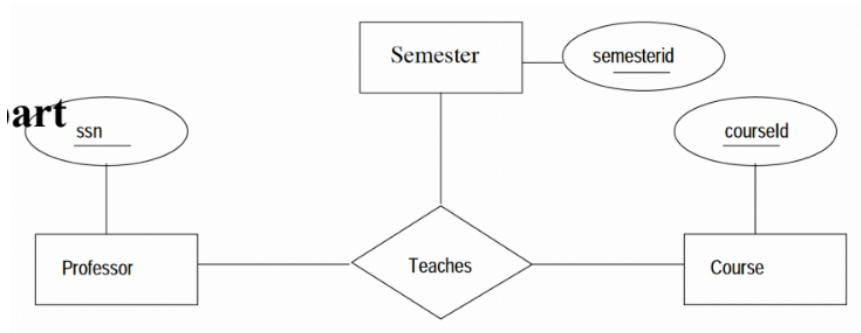 Semester
semesterid
art
ssn
courseId
Professor
Teaches
Course